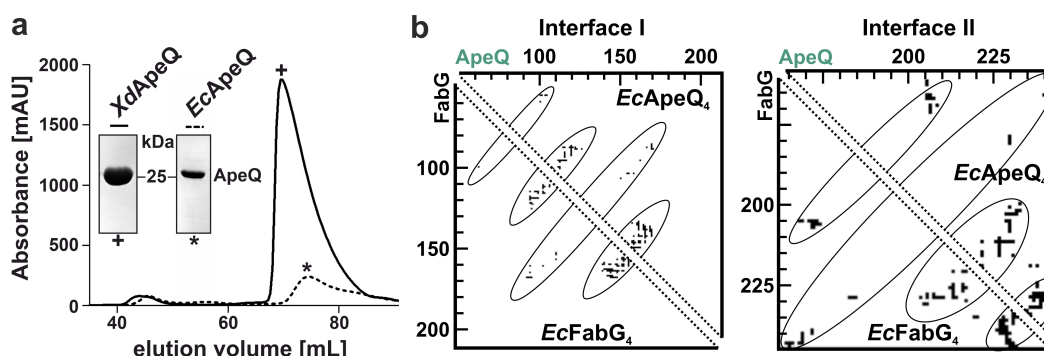 a
XdApeQ
EcApeQ
kDa
25
ApeQ
+
*
+
*
2000
1500
1000
500
0
Absorbance [mAU]
40 60 80
elution volume [mL]
b
Interface I
ApeQ
100 150 200
FabG
100
150
200
EcApeQ4
EcFabG4
Interface II
ApeQ
200 225
FabG
200
225
EcApeQ4
EcFabG4